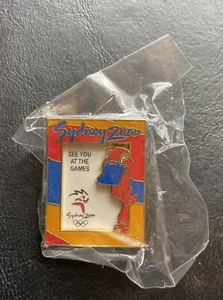 Sydney 2000
SEE YOU
AT THE
GAMES
Sydney 2000